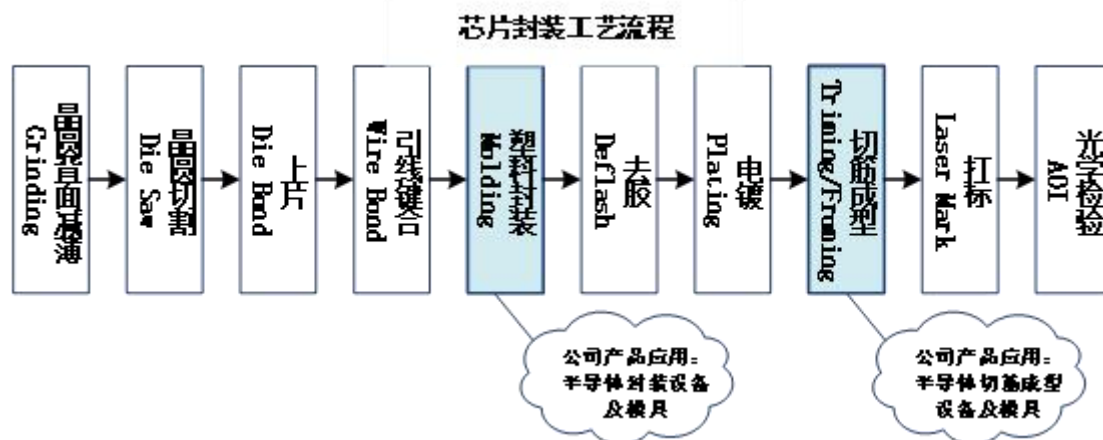 芯片封装工艺流程
晶圆背面减薄
Grinding
晶圆切割
Die Saw
上片
Die Bond
引线键合
Wire Bond
塑料封装
Molding
去胶
Deflash
电镀
Plating
切筋成型
Triming/Froming
打标
Laser Mark
光学检验
AOI
公司产品应用：
半导体封装设备
及模具
公司产品应用：
半导体切筋成型
设备及模具